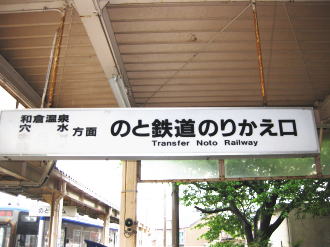 和倉温泉
穴水 方面 のと鉄道のりかえ口
Transfer Noto Railway